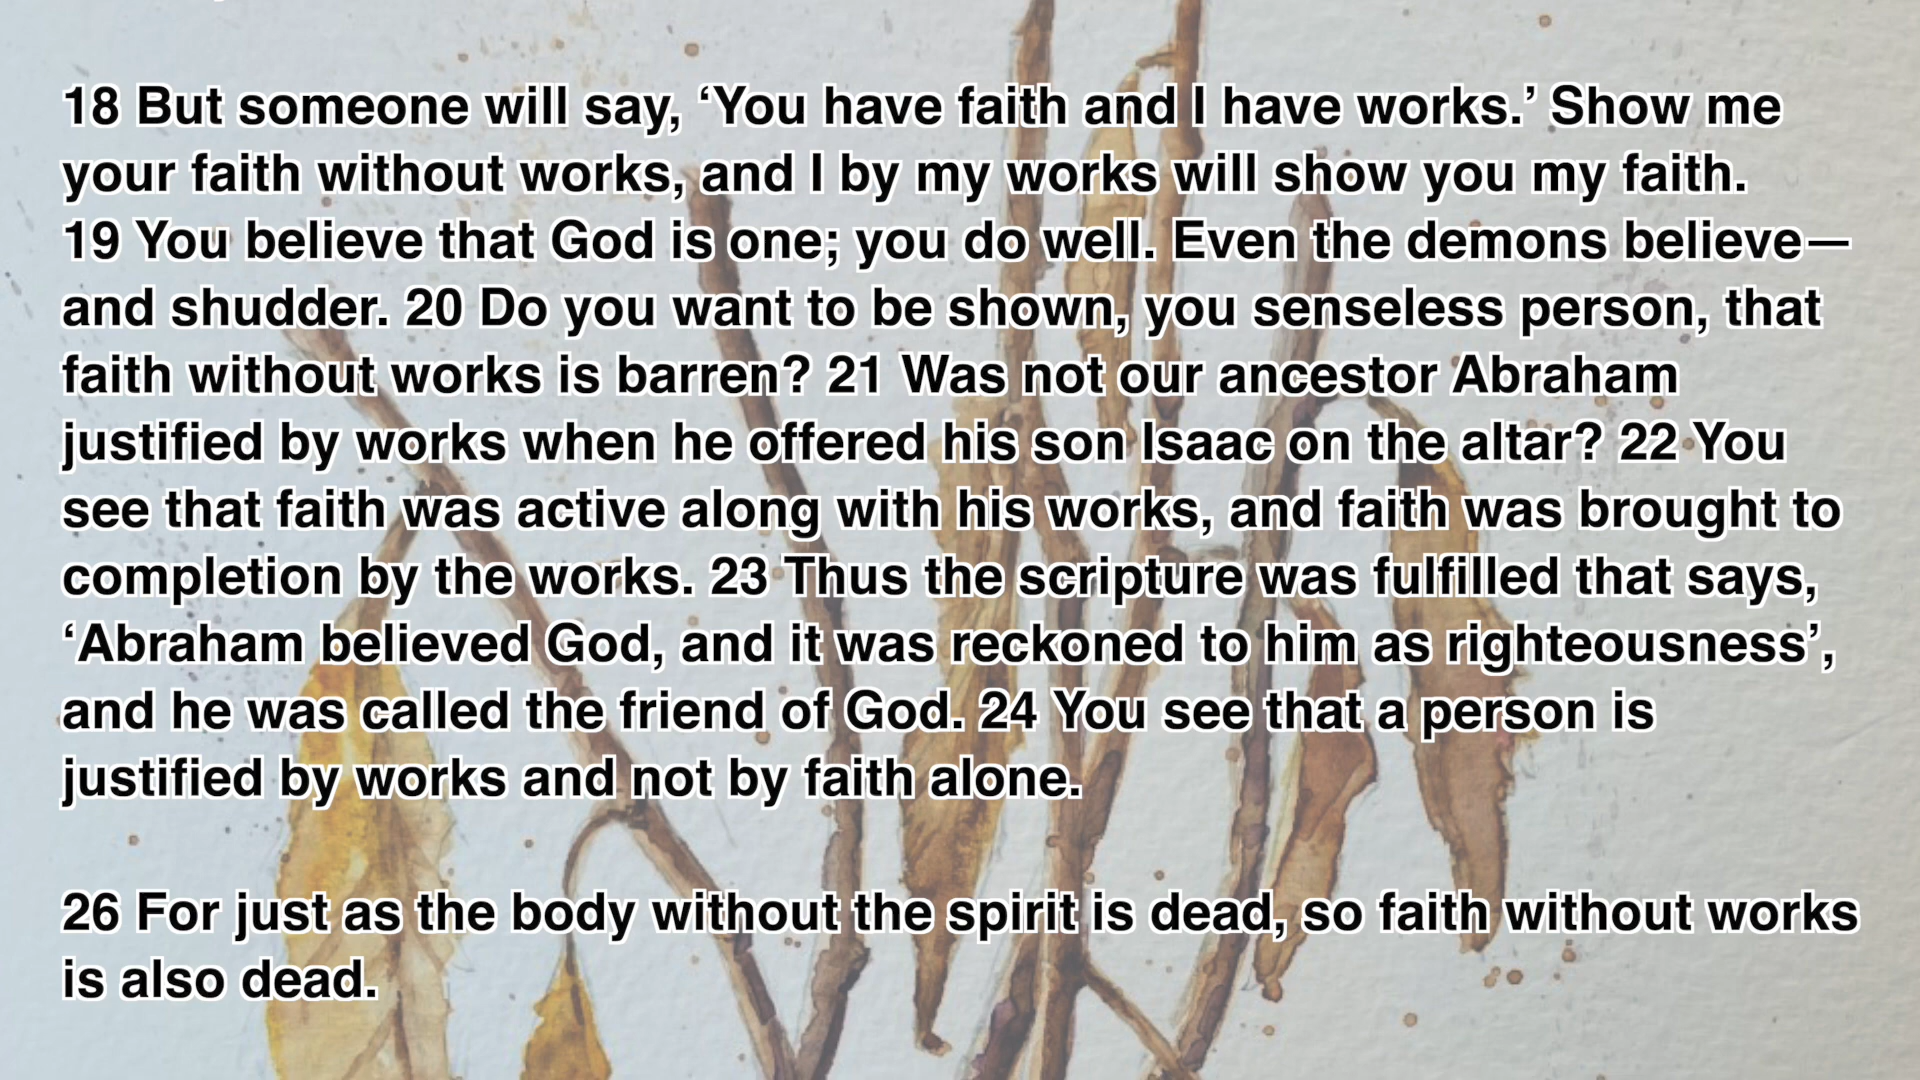 18 But someone will say, ‘You have faith and I have works.’ Show me
your faith without works, and I by my works will show you my faith.
19 You believe that God is one; you do well. Even the demons believe—
and shudder. 20 Do you want to be shown, you senseless person, that
faith without works is barren? 21 Was not our ancestor Abraham
justified by works when he offered his son Isaac on the altar? 22 You
see that faith was active along with his works, and faith was brought to
completion by the works. 23 Thus the scripture was fulfilled that says,
‘Abraham believed God, and it was reckoned to him as righteousness’,
and he was called the friend of God. 24 You see that a person is
justified by works and not by faith alone.
26 For just as the body without the spirit is dead, so faith without works
is also dead.